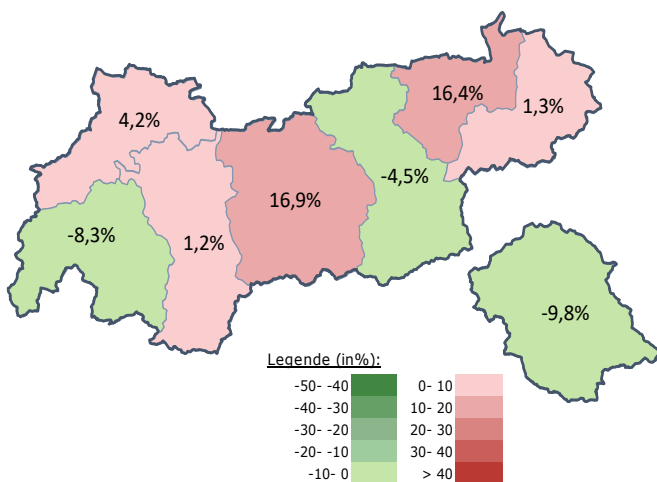 16,4%
1,3%
4,2%
-4,5%
16,9%
-8,3%
1,2%
-9,8%
Legende (in%):
-50- -40 0- 10
-40- -30 10- 20
-30- -20 20- 30
-20- -10 30- 40
-10- 0 > 40